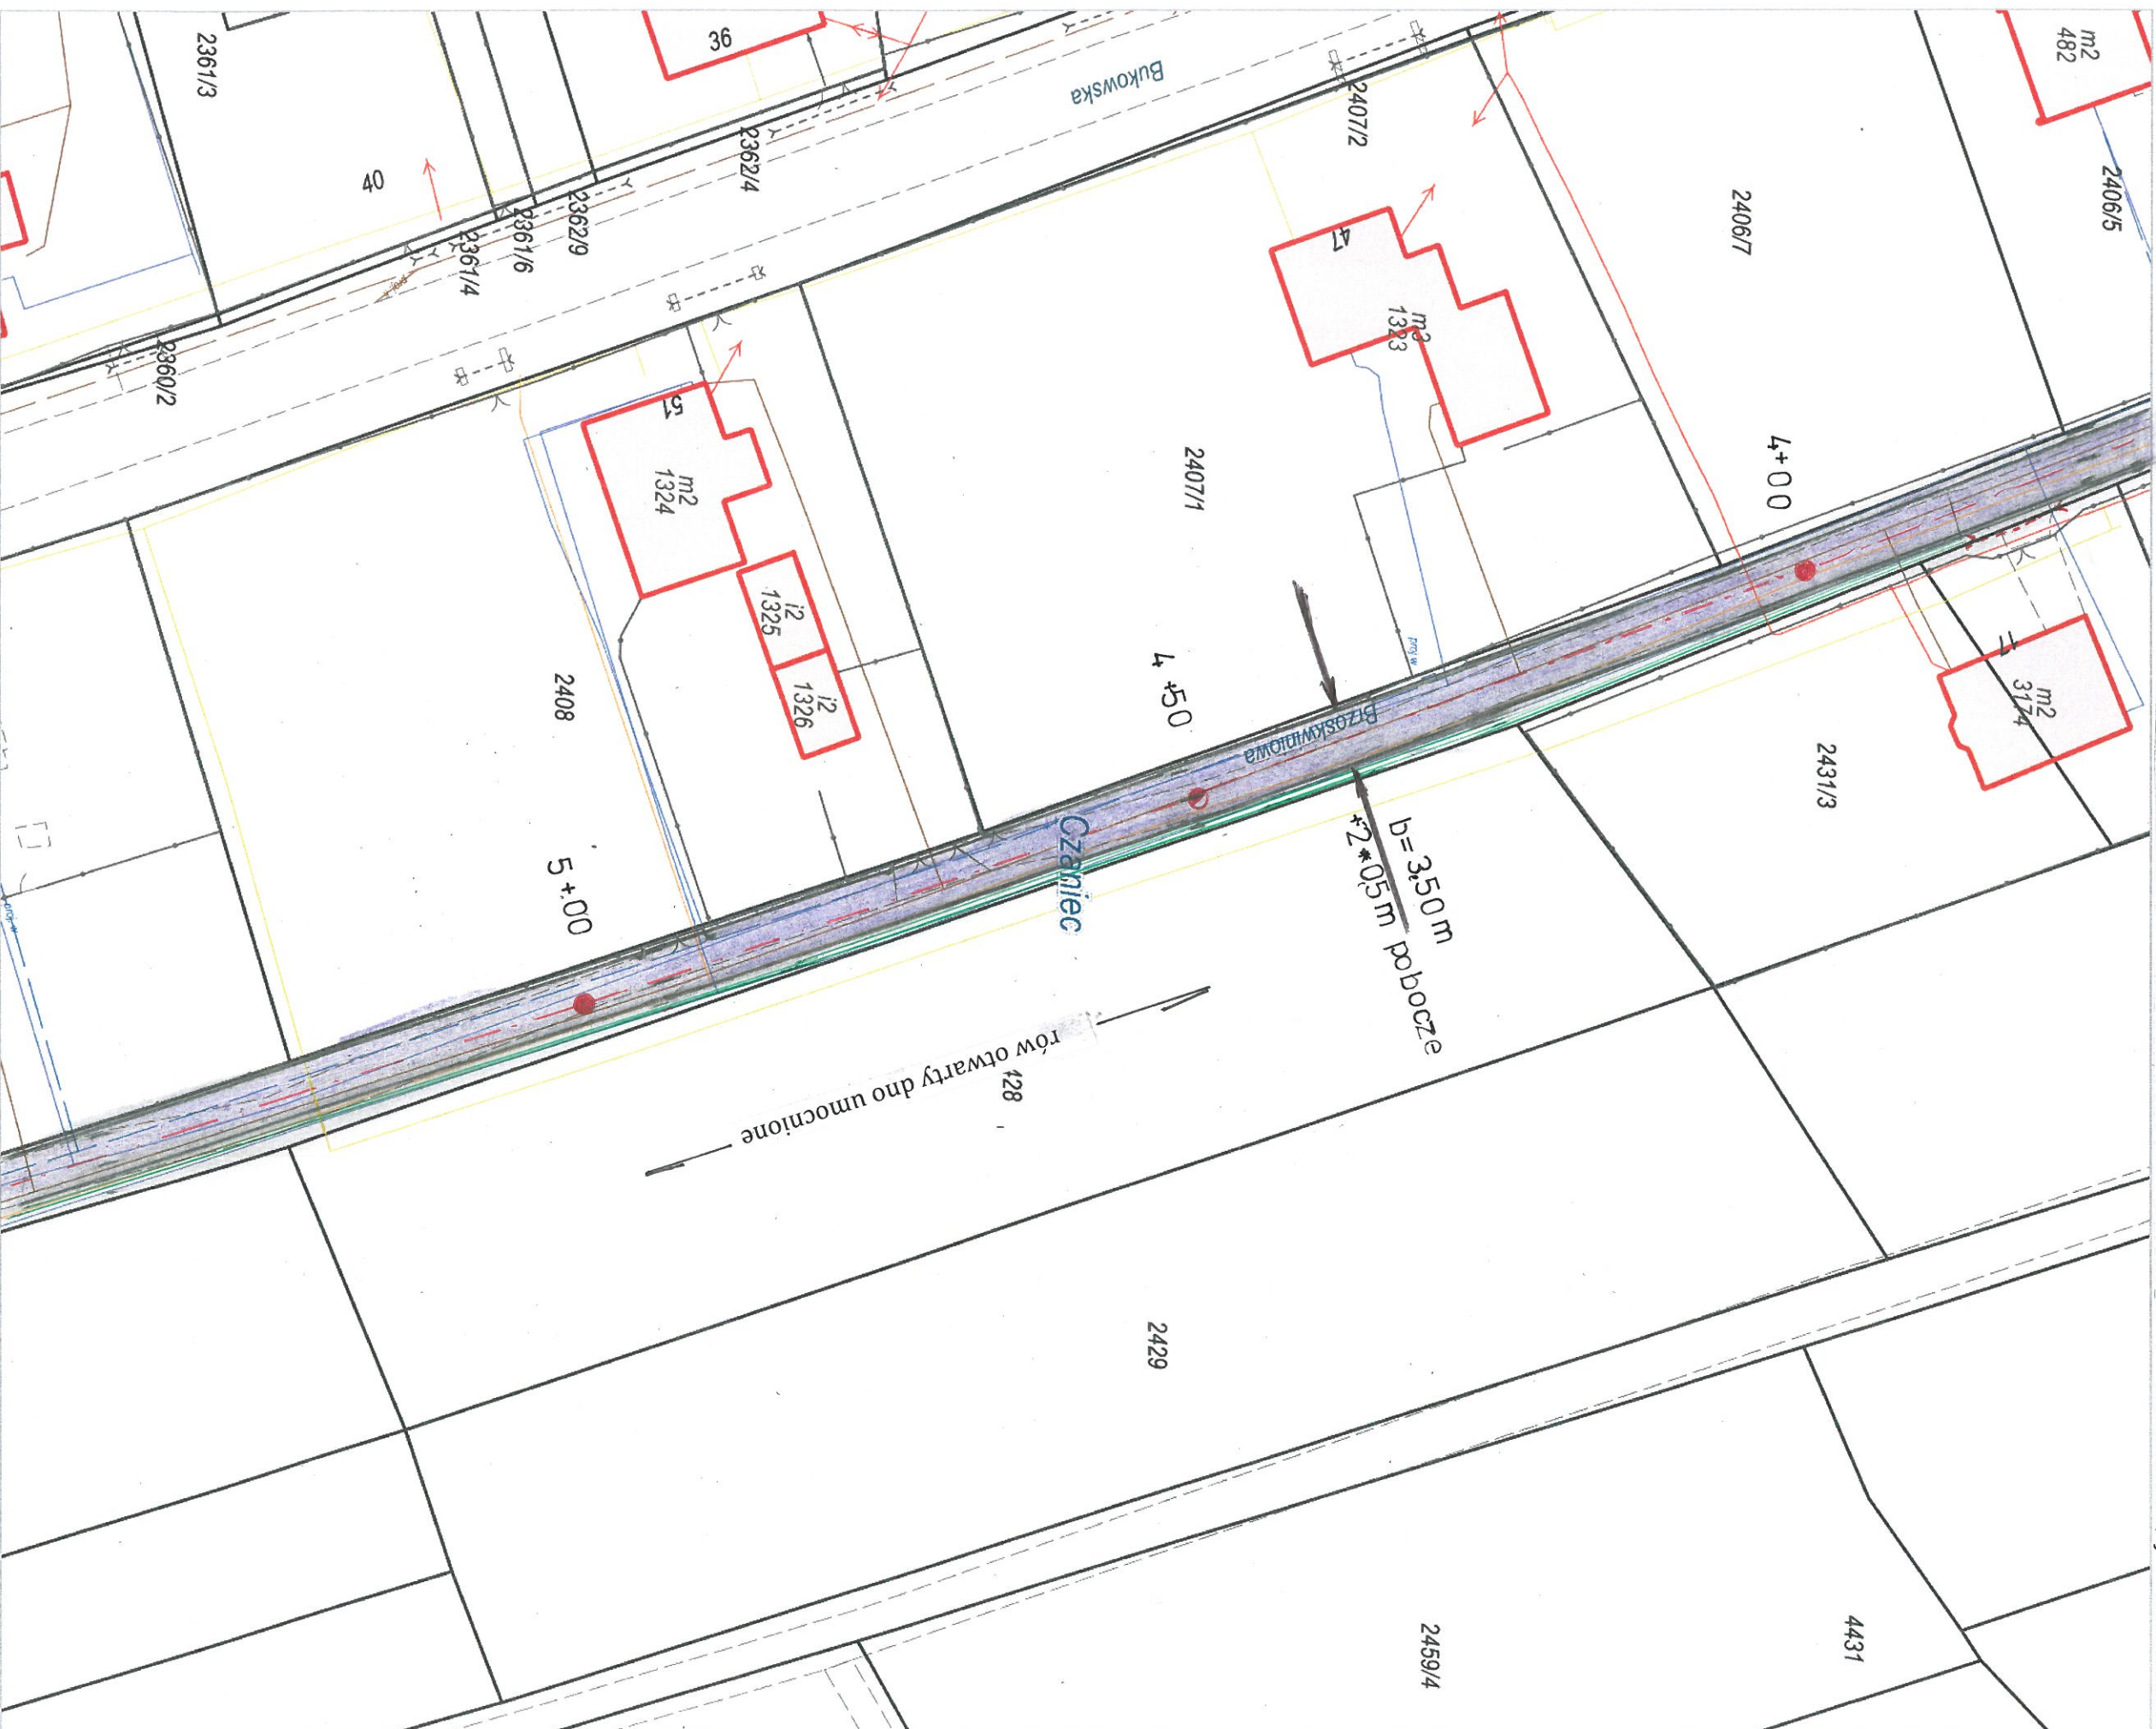 2361/3
36
Bukowska
m2
482
40
2407/2
2362/4
2406/5
2406/7
2362/9
2361/6
2361/4
47
m3
1323
2360/2
51
m2
1324
2407/1
4+00
i2
1325
i2
1326
2408
4+50
proj w
Brzoskwiniowa
m2
3174
2431/3
Czaniec
b=3,50 m
+2*0,5 m pobocze
5+00
rów otwarty dno umocnione
2429
2459/4
4431